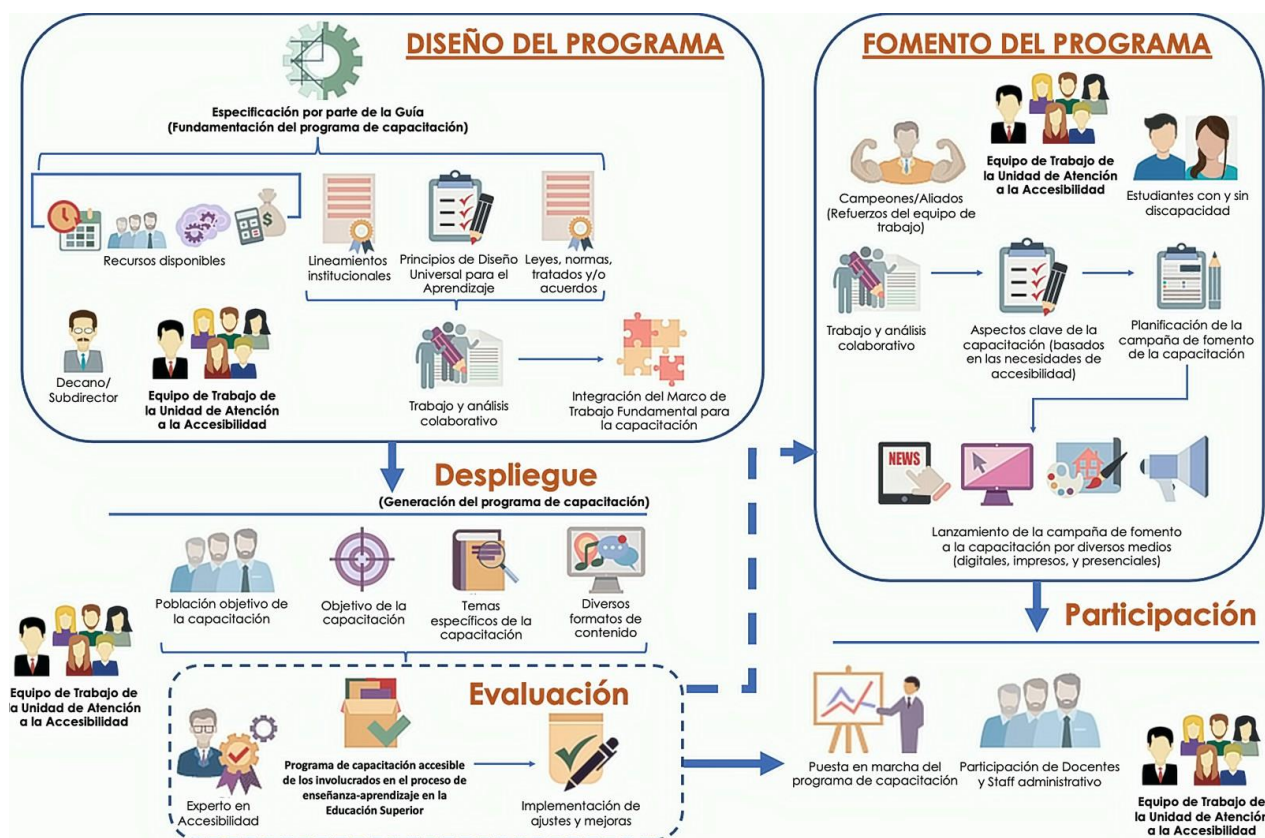 DISEÑO DEL PROGRAMA
Especificación por parte de la Guía
(Fundamentación del programa de capacitación)
Recursos disponibles
Lineamientos
institucionales
Principios de Diseño
Universal para el
Aprendizaje
Leyes, normas,
tratados y/o
acuerdos
Decano/
Subdirector
Equipo de Trabajo de
la Unidad de Atención
a la Accesibilidad
Trabajo y análisis
colaborativo
Integración del Marco de
Trabajo Fundamental para
la capacitación
FOMENTO DEL PROGRAMA
Campeones/Aliados
(Refuerzos del equipo de
trabajo)
Equipo de Trabajo de
la Unidad de Atención
a la Accesibilidad
Estudiantes con y sin
discapacidad
Trabajo y análisis
colaborativo
Aspectos clave de la
capacitación (basados
en las necesidades de
accesibilidad)
Planificación de la
campaña de fomento
de la capacitación
NEWS
Lanzamiento de la campaña de fomento
a la capacitación por diversos medios
(digitales, impresos, y presenciales)
Despliegue
(Generación del programa de capacitación)
Población objetivo de
la capacitación
Objetivo de la
capacitación
Temas
específicos de la
capacitación
Diversos
formatos de
contenido
Equipo de Trabajo de
la Unidad de Atención
a la Accesibilidad
Evaluación
Experto en
Accesibilidad
Programa de capacitación accesible
de los involucrados en el proceso de
enseñanza-aprendizaje en la
Educación Superior
Implementación de
ajustes y mejoras
Participación
Puesta en marcha del
programa de capacitación
Participación de Docentes
y Staff administrativo
Equipo de Trabajo de
la Unidad de Atención
a la Accesibilidad